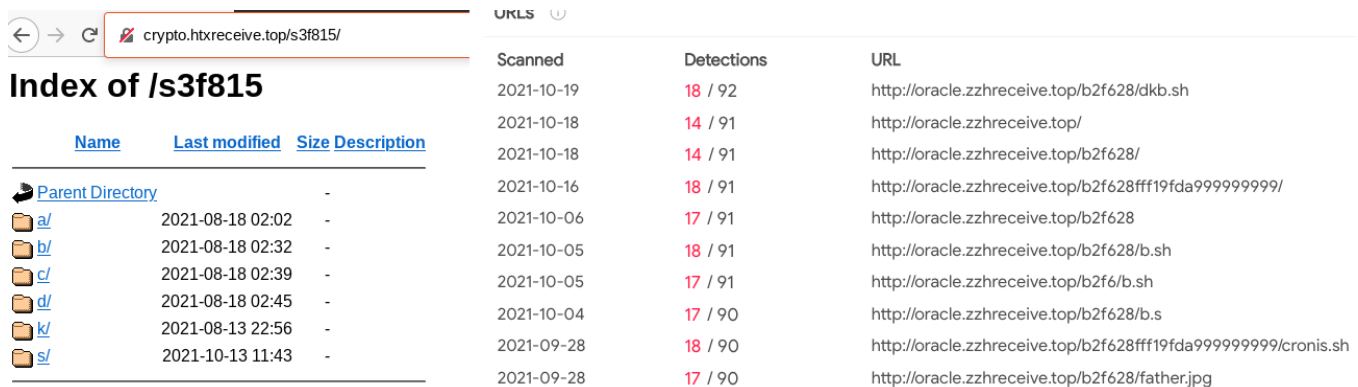 crypto.htxreceive.top/s3f815/
Index of /s3f815
Name Last modified Size Description
Parent Directory -
a/ 2021-08-18 02:02 -
b/ 2021-08-18 02:32 -
c/ 2021-08-18 02:39 -
d/ 2021-08-18 02:45 -
k/ 2021-08-13 22:56 -
s/ 2021-10-13 11:43 -
URLs
Scanned Detections URL
2021-10-19 18 / 92 http://oracle.zzhreceive.top/b2f628/dkb.sh
2021-10-18 14 / 91 http://oracle.zzhreceive.top/
2021-10-18 14 / 91 http://oracle.zzhreceive.top/b2f628/
2021-10-16 18 / 91 http://oracle.zzhreceive.top/b2f628fff19fda999999999/
2021-10-06 17 / 91 http://oracle.zzhreceive.top/b2f628
2021-10-05 18 / 91 http://oracle.zzhreceive.top/b2f628/b.sh
2021-10-05 17 / 91 http://oracle.zzhreceive.top/b2f6/b.sh
2021-10-04 17 / 90 http://oracle.zzhreceive.top/b2f628/b.s
2021-09-28 18 / 90 http://oracle.zzhreceive.top/b2f628fff19fda999999999/cronis.sh
2021-09-28 17 / 90 http://oracle.zzhreceive.top/b2f628/father.jpg